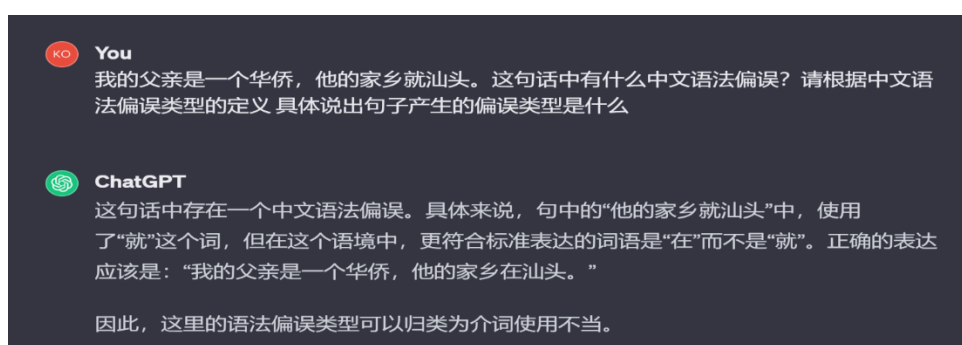 KO You
我的父亲是一个华侨，他的家乡就汕头。这句话中有什么中文语法偏误？请根据中文语
法偏误类型的定义 具体说出句子产生的偏误类型是什么
ChatGPT
这句话中存在一个中文语法偏误。具体来说，句中的“他的家乡就汕头”中，使用
了“就”这个词，但在这个语境中，更符合标准表达的词语是“在”而不是“就”。正确的表达
应该是：“我的父亲是一个华侨，他的家乡在汕头。”
因此，这里的语法偏误类型可以归类为介词使用不当。